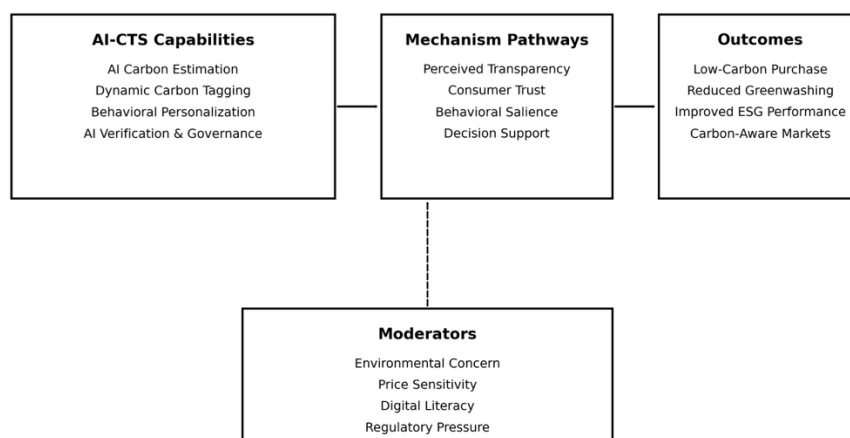 AI-CTS Capabilities
AI Carbon Estimation
Dynamic Carbon Tagging
Behavioral Personalization
AI Verification & Governance
Mechanism Pathways
Perceived Transparency
Consumer Trust
Behavioral Salience
Decision Support
Outcomes
Low-Carbon Purchase
Reduced Greenwashing
Improved ESG Performance
Carbon-Aware Markets
Moderators
Environmental Concern
Price Sensitivity
Digital Literacy
Regulatory Pressure